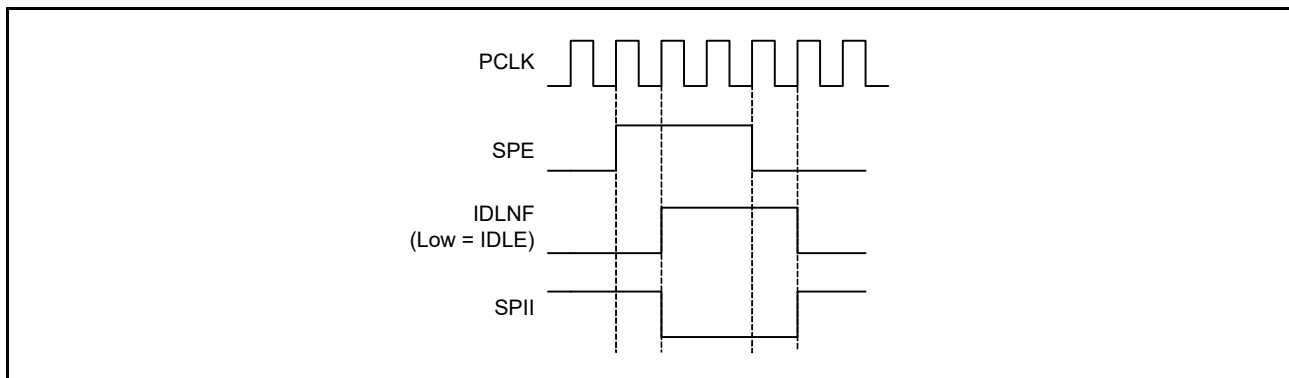 PCLK
SPE
IDLNF
(Low = IDLE)
SPII